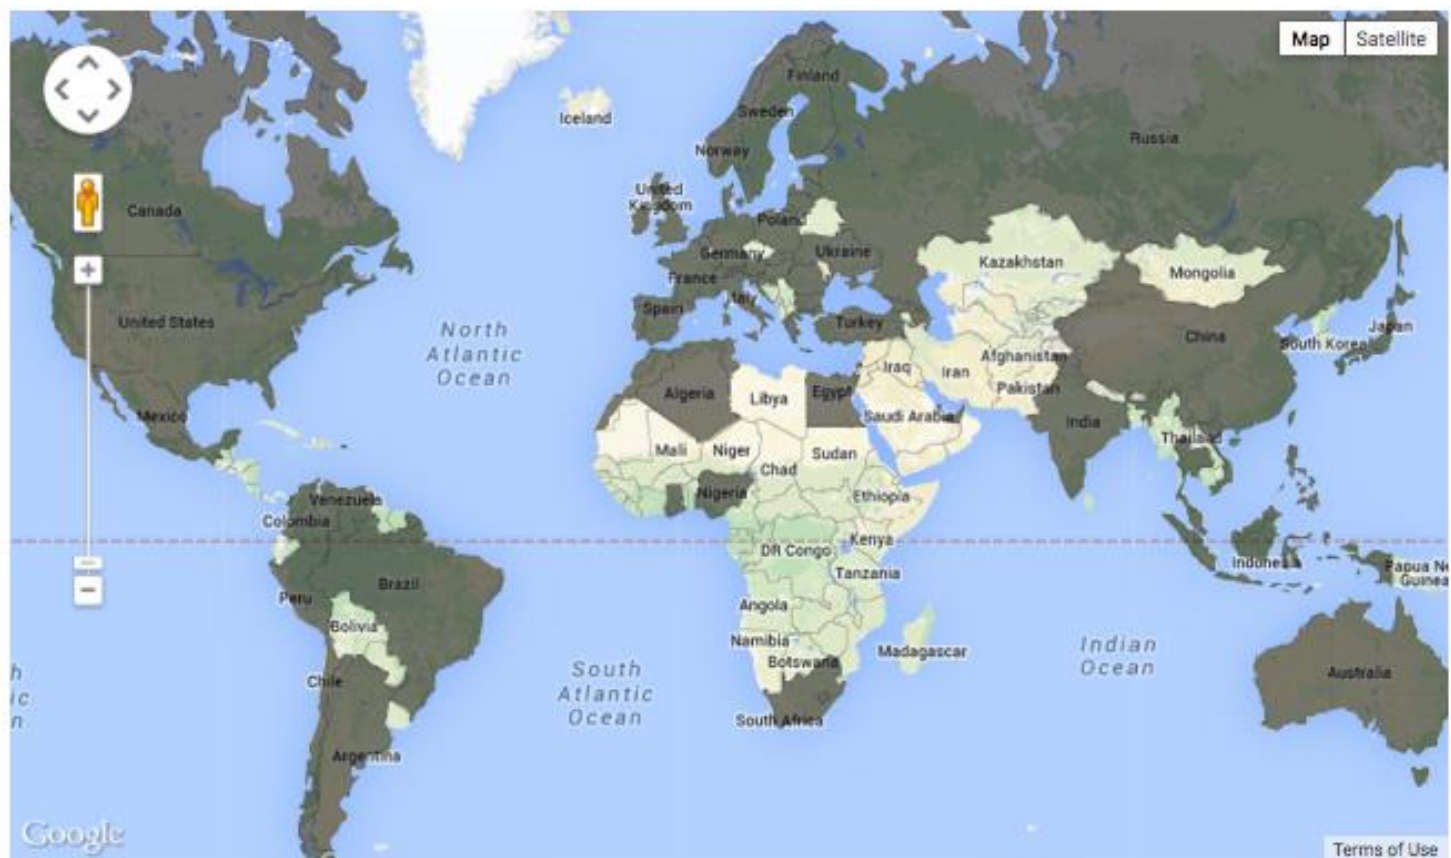 Map
Satellite
Finland
Iceland
Sweden
Russia
Norway
United
Kingdom
Canada
Poland
Germany
Ukraine
Kazakhstan
Mongolia
France
Italy
Spain
United States
North
Atlantic
Ocean
Turkey
China
Japan
South Korea
Afghanistan
Iraq
Iran
Algeria
Libya
Egypt
Pakistan
Saudi Arabia
India
Mexico
Thailand
Mali
Niger
Sudan
Chad
Venezuela
Nigeria
Ethiopia
Colombia
Kenya
DR Congo
Indonesia
Papua Ne
Guinea
Tanzania
Brazil
Peru
Angola
Bolivia
Namibia
Botswana
Madagascar
Indian
Ocean
South
Atlantic
Ocean
h
ic
n
Chile
Australia
South Africa
Argentina
Google
Terms of Use